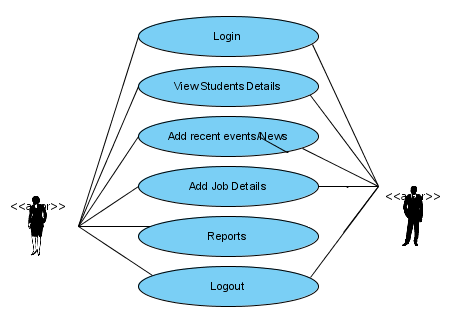 Login
View Students Details
Add recent events/News
Add Job Details
<<actor>>
<<actor>>
Reports
Logout